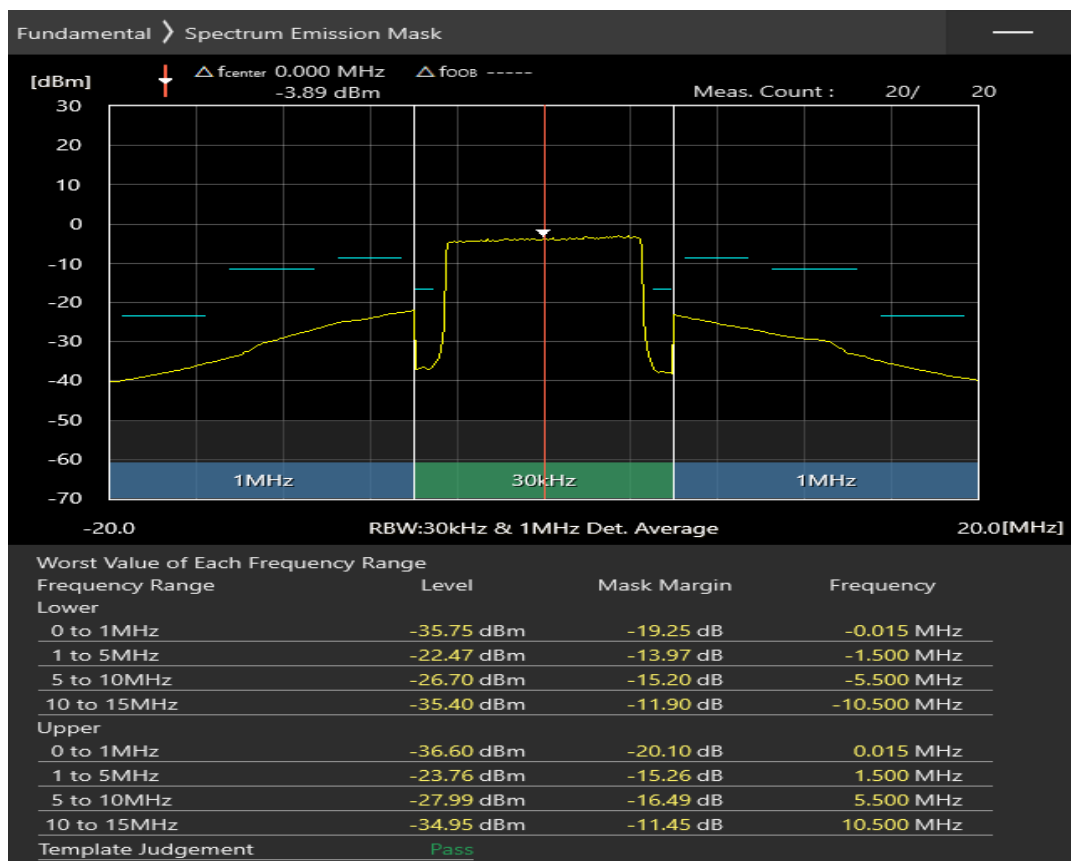 Fundamental ❯ Spectrum Emission Mask
[dBm] △ fcenter 0.000 MHz △ fOOB -----
-3.89 dBm Meas. Count : 20/ 20
30
20
10
0
-10
-20
-30
-40
-50
-60
1MHz 30kHz 1MHz
-70
-20.0 RBW:30kHz & 1MHz Det. Average 20.0[MHz]
Worst Value of Each Frequency Range
Frequency Range Level Mask Margin Frequency
Lower
0 to 1MHz -35.75 dBm -19.25 dB -0.015 MHz
1 to 5MHz -22.47 dBm -13.97 dB -1.500 MHz
5 to 10MHz -26.70 dBm -15.20 dB -5.500 MHz
10 to 15MHz -35.40 dBm -11.90 dB -10.500 MHz
Upper
0 to 1MHz -36.60 dBm -20.10 dB 0.015 MHz
1 to 5MHz -23.76 dBm -15.26 dB 1.500 MHz
5 to 10MHz -27.99 dBm -16.49 dB 5.500 MHz
10 to 15MHz -34.95 dBm -11.45 dB 10.500 MHz
Template Judgement Pass